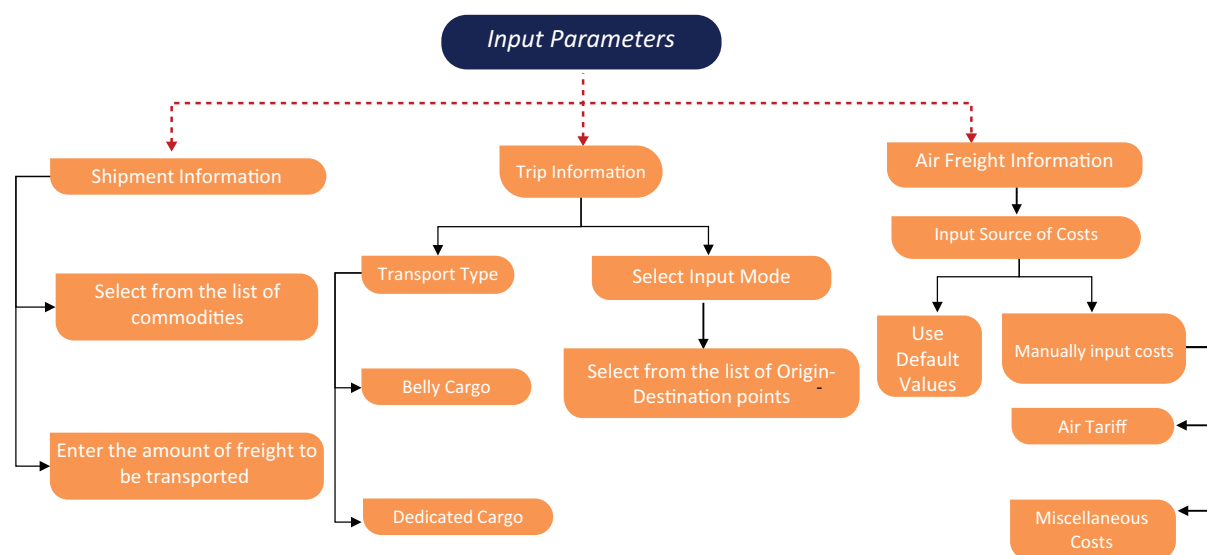 Input Parameters
Shipment Information
Trip Information
Air Freight Information
Input Source of Costs
Transport Type
Select Input Mode
Select from the list of
commodities
Use
Default
Values
Manually input costs
Belly Cargo
Select from the list of Origin-
Destination points
-
Air Tariff
Enter the amount of freight to
be transported
Dedicated Cargo
Miscellaneous
Costs